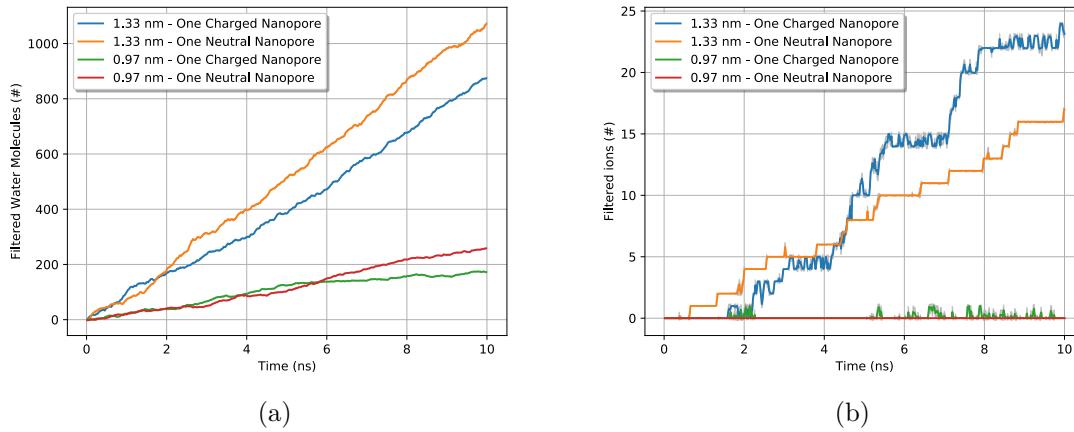 1.33 nm - One Charged Nanopore
1.33 nm - One Neutral Nanopore
0.97 nm - One Charged Nanopore
0.97 nm - One Neutral Nanopore
Filtered Water Molecules (#)
1000
800
600
400
200
0
0 2 4 6 8 10
Time (ns)
(a)
1.33 nm - One Charged Nanopore
1.33 nm - One Neutral Nanopore
0.97 nm - One Charged Nanopore
0.97 nm - One Neutral Nanopore
Filtered ions (#)
25
20
15
10
5
0
0 2 4 6 8 10
Time (ns)
(b)